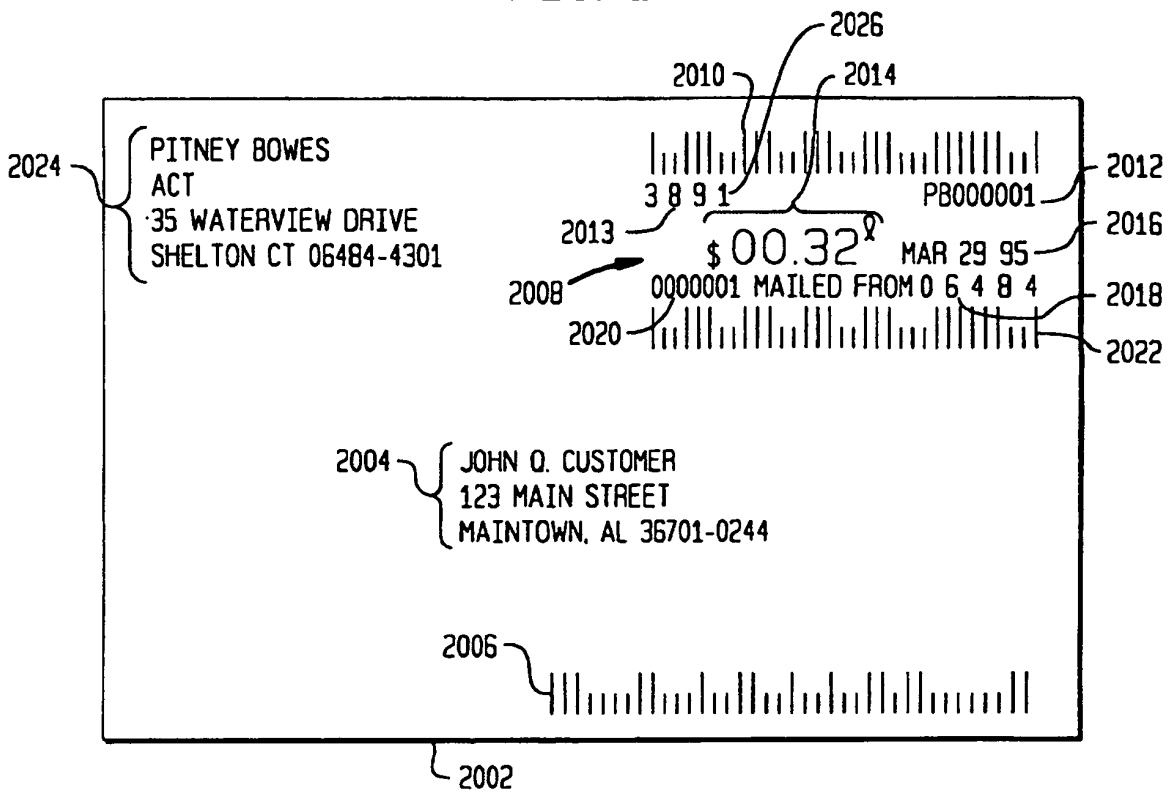 2026
2010 2014
2024 PITNEY BOWES
ACT
35 WATERVIEW DRIVE
SHELTON CT 06484-4301
3 8 9 1 PB000001 2012
2013 $ 00.32 MAR 29 95 2016
2008 0000001 MAILED FROM 0 6 4 8 4 2018
2020 2022
2004 JOHN Q. CUSTOMER
123 MAIN STREET
MAINTOWN, AL 36701-0244
2006
2002